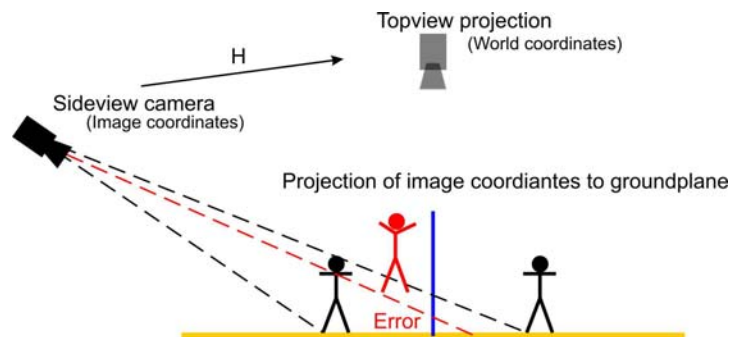 Topview projection
(World coordinates)
H
Sideview camera
(Image coordinates)
Projection of image coordiantes to groundplane
Error